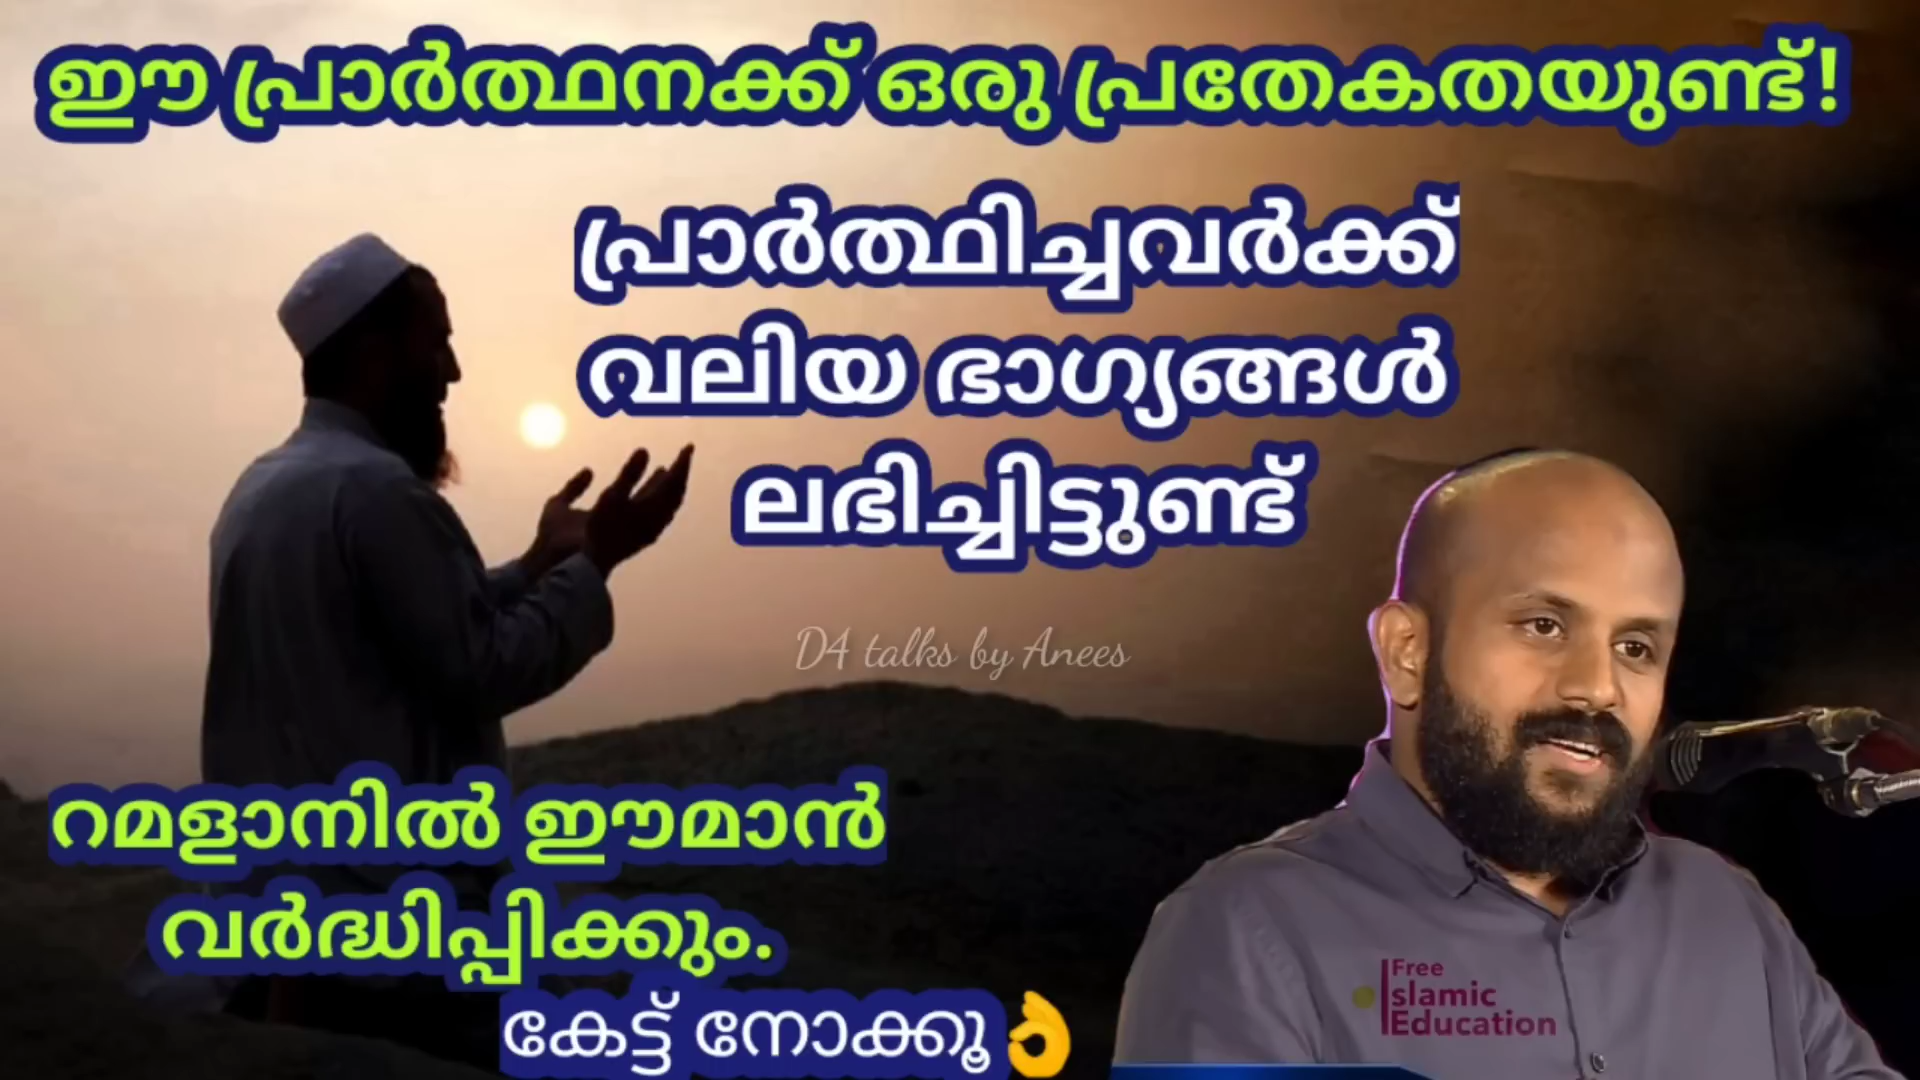 ഈ പ്രാർത്ഥനക്ക് ഒരു പ്രതേകതയുണ്ട്!
പ്രാർത്ഥിച്ചവർക്ക്
വലിയ ഭാഗ്യങ്ങൾ
ലഭിച്ചിട്ടുണ്ട്
D4 talks by Anees
റമളാനിൽ ഈമാൻ
വർദ്ധിപ്പിക്കും.
കേട്ട് നോക്കൂ👌
Free
Islamic
Education